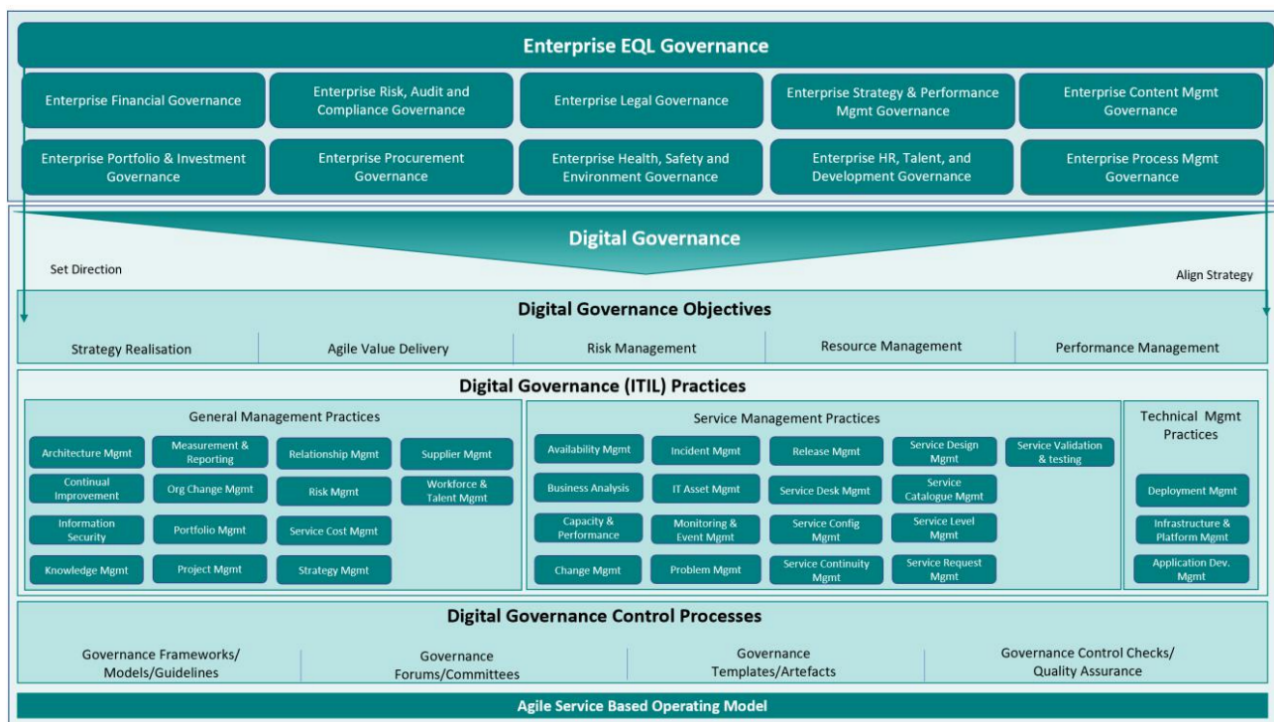 Enterprise EQL Governance
Enterprise Financial Governance
Enterprise Risk, Audit and
Compliance Governance
Enterprise Legal Governance
Enterprise Strategy & Performance
Mgmt Governance
Enterprise Content Mgmt
Governance
Enterprise Portfolio & Investment
Governance
Enterprise Procurement
Governance
Enterprise Health, Safety and
Environment Governance
Enterprise HR, Talent, and
Development Governance
Enterprise Process Mgmt
Governance
Digital Governance
Set Direction
Align Strategy
Digital Governance Objectives
Strategy Realisation
Agile Value Delivery
Risk Management
Resource Management
Performance Management
Digital Governance (ITIL) Practices
General Management Practices
Architecture Mgmt
Measurement &
Reporting
Relationship Mgmt
Supplier Mgmt
Continual
Improvement
Org Change Mgmt
Risk Mgmt
Workforce &
Talent Mgmt
Information
Security
Portfolio Mgmt
Service Cost Mgmt
Knowledge Mgmt
Project Mgmt
Strategy Mgmt
Service Management Practices
Availability Mgmt
Incident Mgmt
Release Mgmt
Service Design
Mgmt
Service Validation
& testing
Business Analysis
IT Asset Mgmt
Service Desk Mgmt
Service
Catalogue Mgmt
Capacity &
Performance
Monitoring &
Event Mgmt
Service Config
Mgmt
Service Level
Mgmt
Change Mgmt
Problem Mgmt
Service Continuity
Mgmt
Service Request
Mgmt
Technical Mgmt
Practices
Deployment Mgmt
Infrastructure &
Platform Mgmt
Application Dev.
Mgmt
Digital Governance Control Processes
Governance Frameworks/
Models/Guidelines
Governance
Forums/Committees
Governance
Templates/Artefacts
Governance Control Checks/
Quality Assurance
Agile Service Based Operating Model